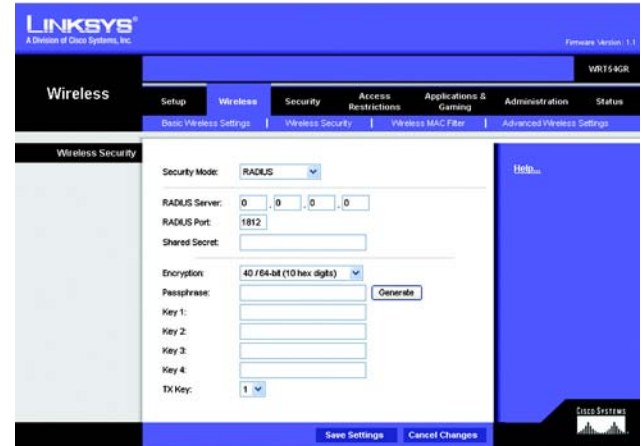 LINKSYS®
A Division of Cisco Systems, Inc.
Firmware Version: 1.1
WRT54GR
Wireless
Setup Wireless Security Access Restrictions Applications & Gaming Administration Status
Basic Wireless Settings | Wireless Security | Wireless MAC Filter | Advanced Wireless Settings
Wireless Security
Help...
Security Mode: RADIUS
RADIUS Server: 0 . 0 . 0 . 0
RADIUS Port: 1812
Shared Secret:
Encryption: 40 / 64-bit (10 hex digits)
Passphrase: Generate
Key 1:
Key 2:
Key 3:
Key 4:
TX Key: 1
Save Settings Cancel Changes
CISCO SYSTEMS